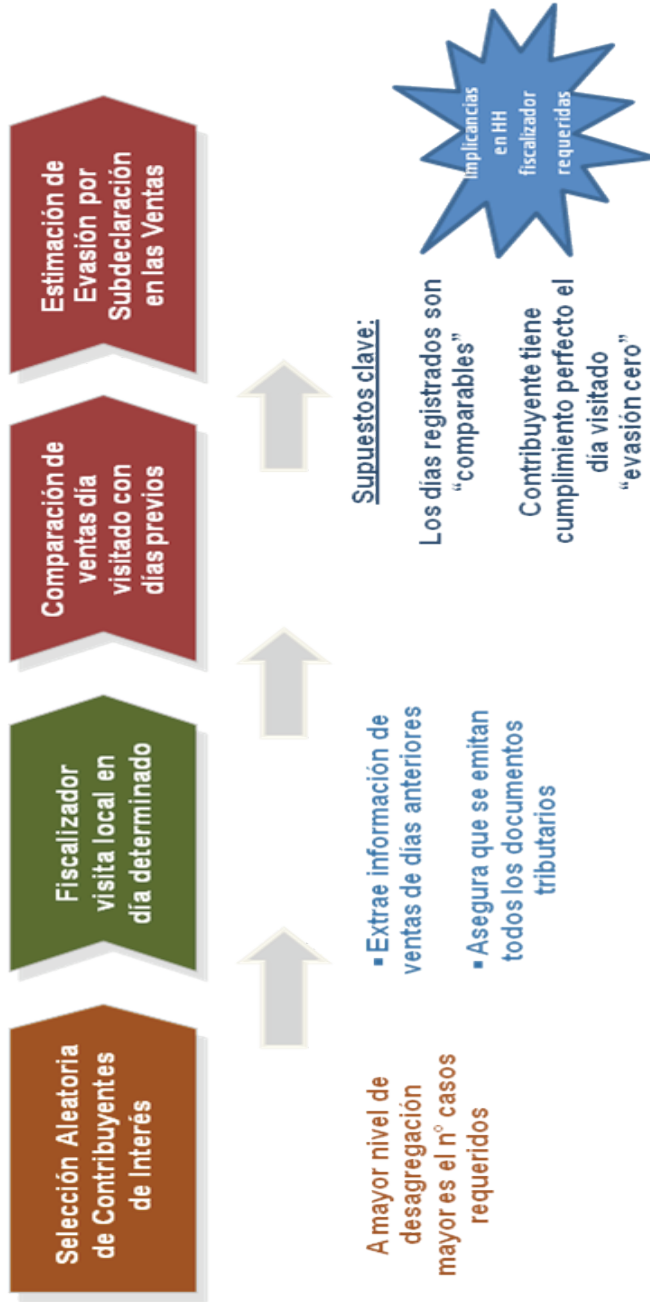 Selección Aleatoria
de Contribuyentes
de Interés
Fiscalizador
visita local en
día determinado
Comparación de
ventas día
visitado con
días previos
Estimación de
Evasión por
Subdeclaración
en las Ventas
A mayor nivel de
desagregación
mayor es el nº casos
requeridos
▪ Extrae información de
ventas de días anteriores
▪ Asegura que se emitan
todos los documentos
tributarios
Supuestos clave:
Los días registrados son
“comparables”
Contribuyente tiene
cumplimiento perfecto el
día visitado
“evasión cero”
Implicancias
en HH
fiscalizador
requeridas